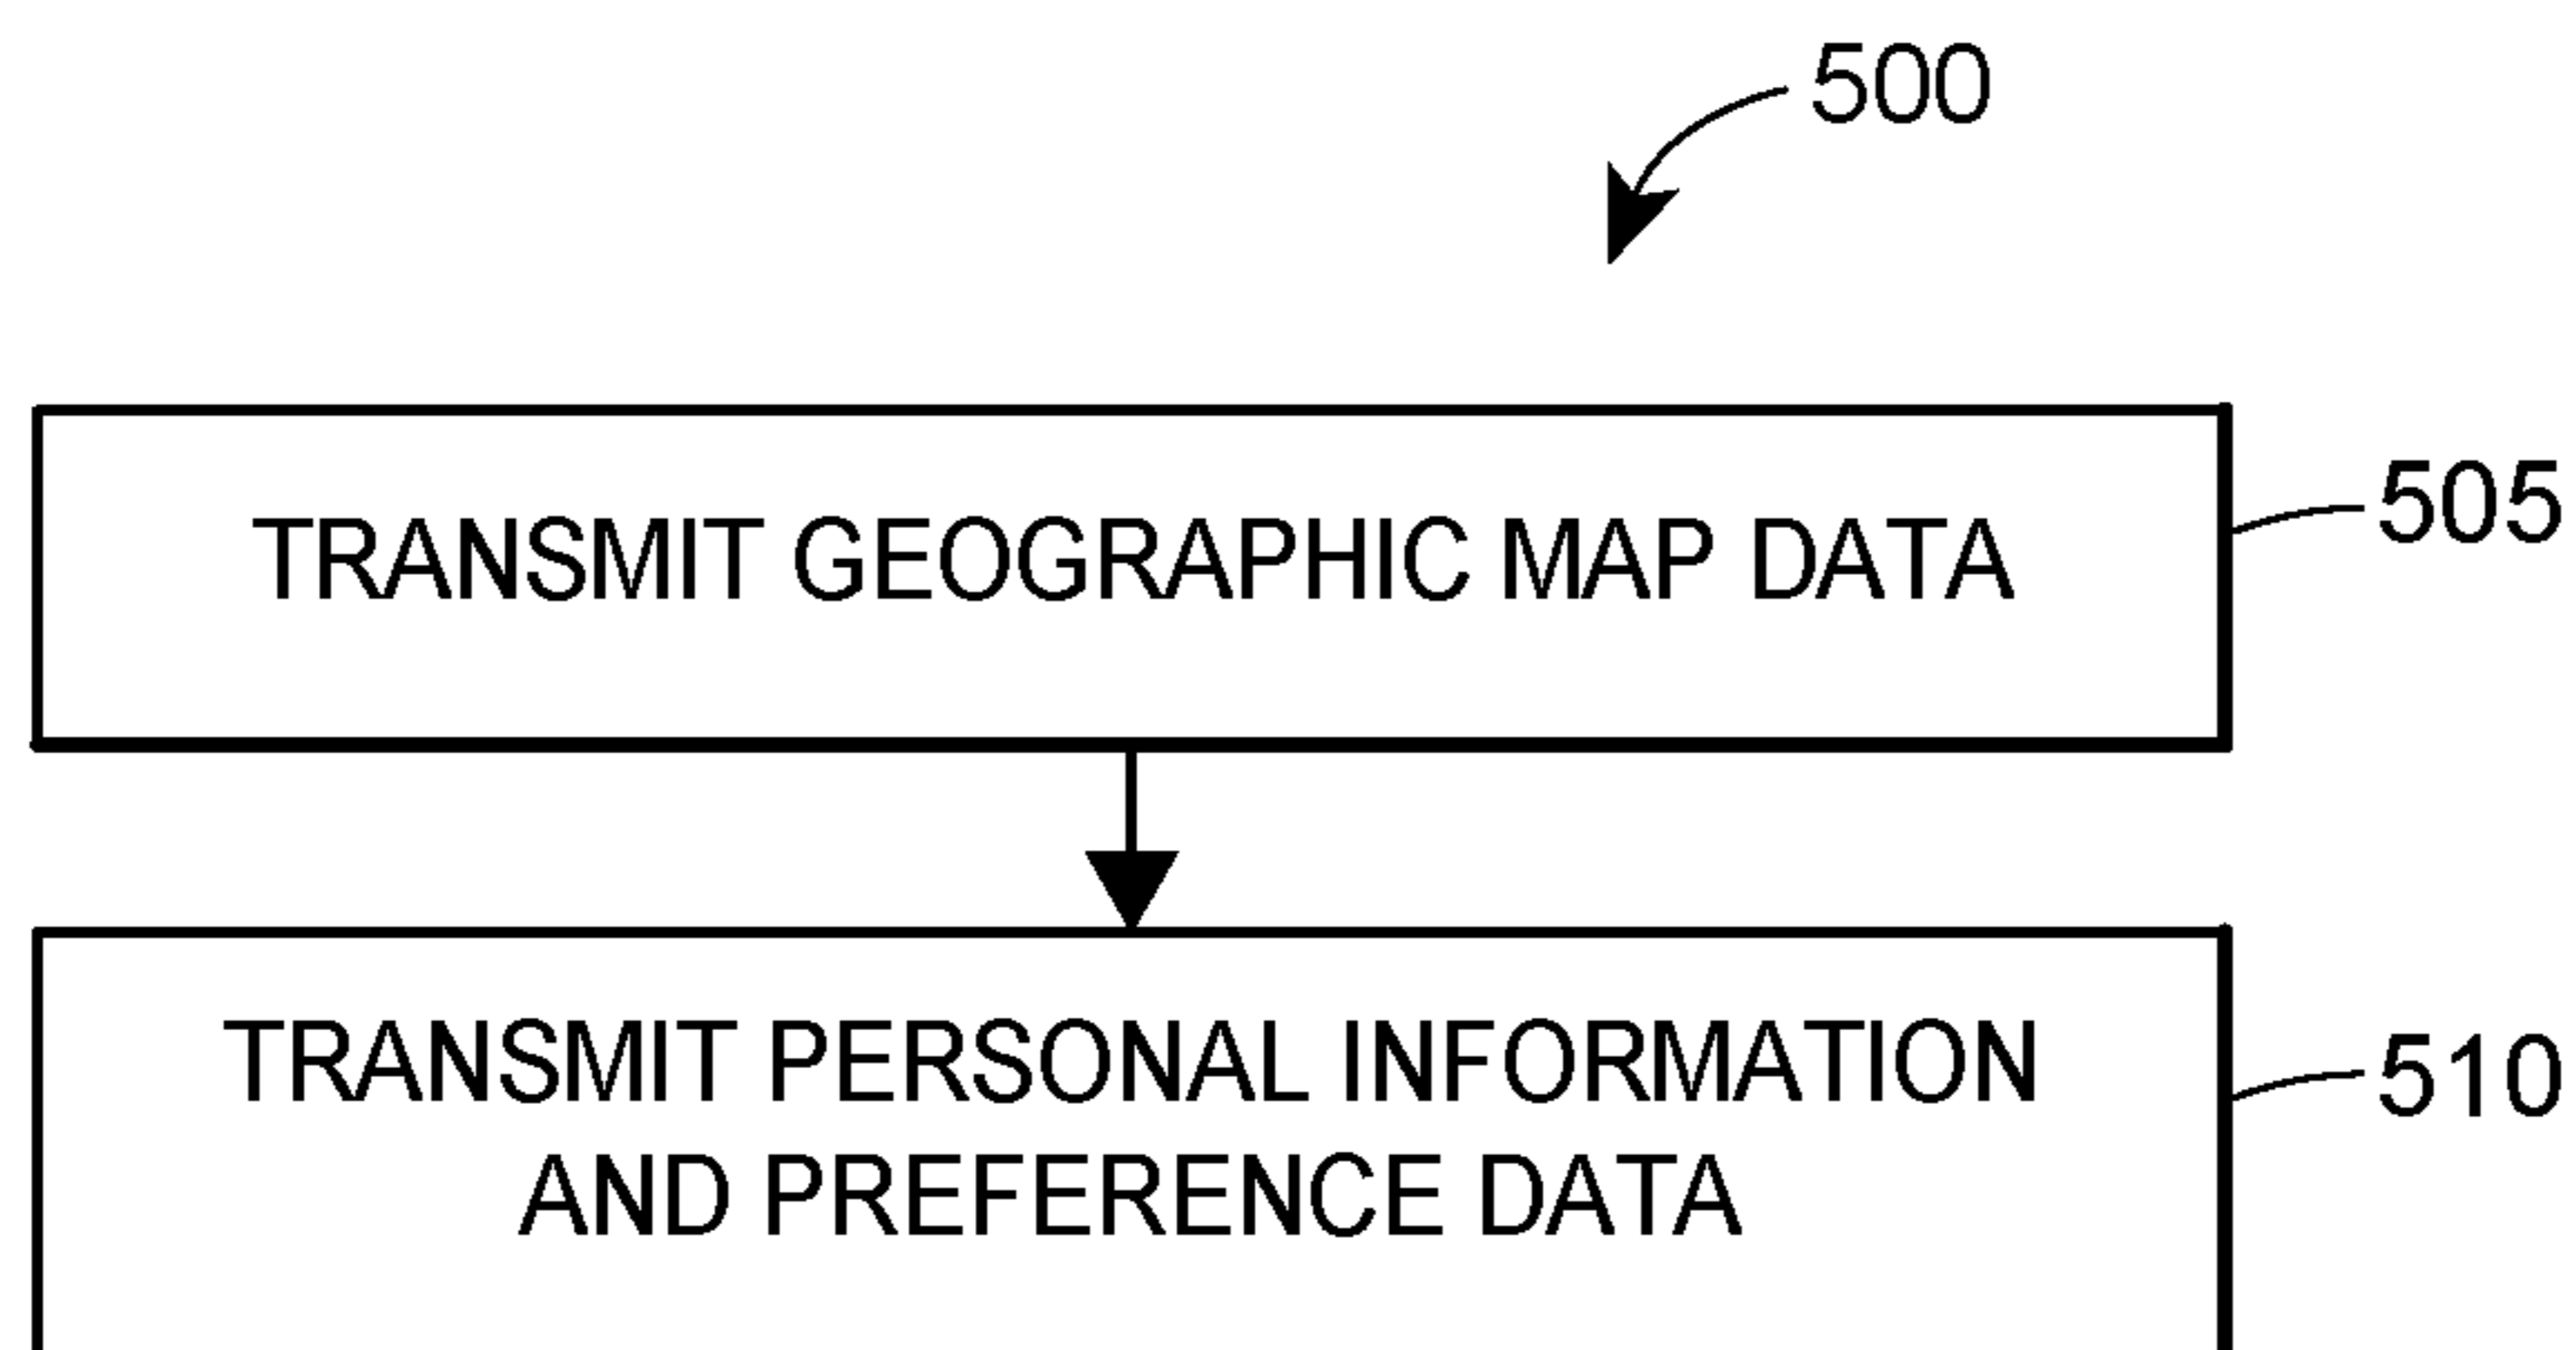 500
TRANSMIT GEOGRAPHIC MAP DATA
505
TRANSMIT PERSONAL INFORMATION
AND PREFERENCE DATA
510